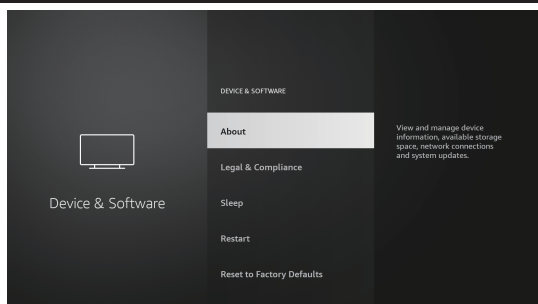 Device & Software
DEVICE & SOFTWARE
About
Legal & Compliance
Sleep
Restart
Reset to Factory Defaults
View and manage device
information, available storage
space, network connections
and system updates.